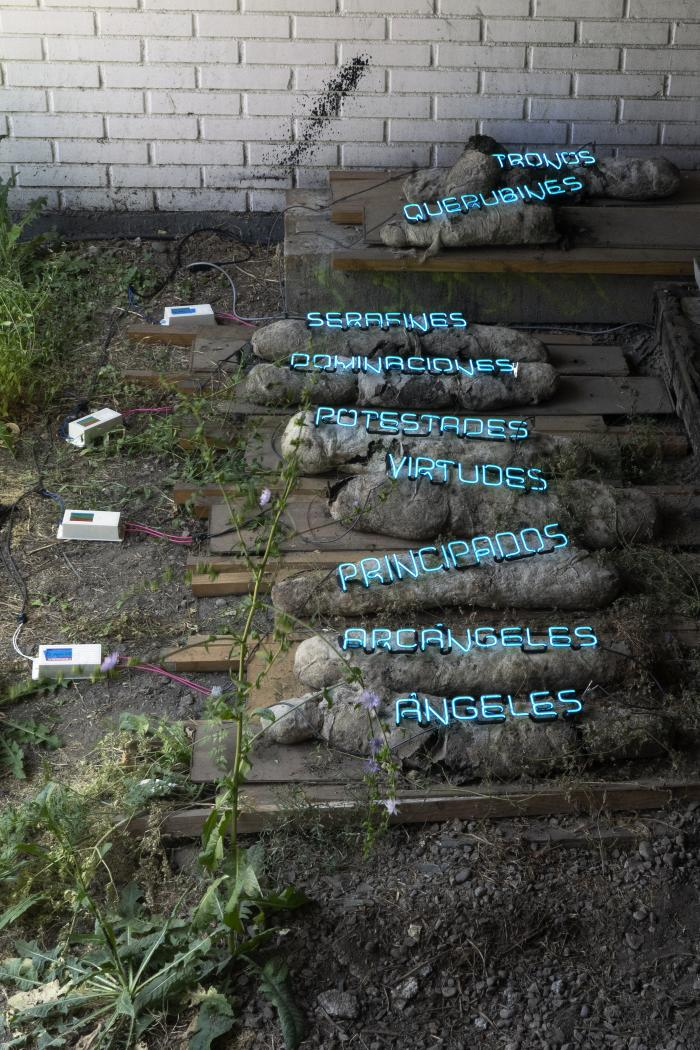 TRONOS
QUERUBINES
SERAFINES
DOMINACIONES
POTESTADES
VIRTUDES
PRINCIPADOS
ARCÁNGELES
ÁNGELES